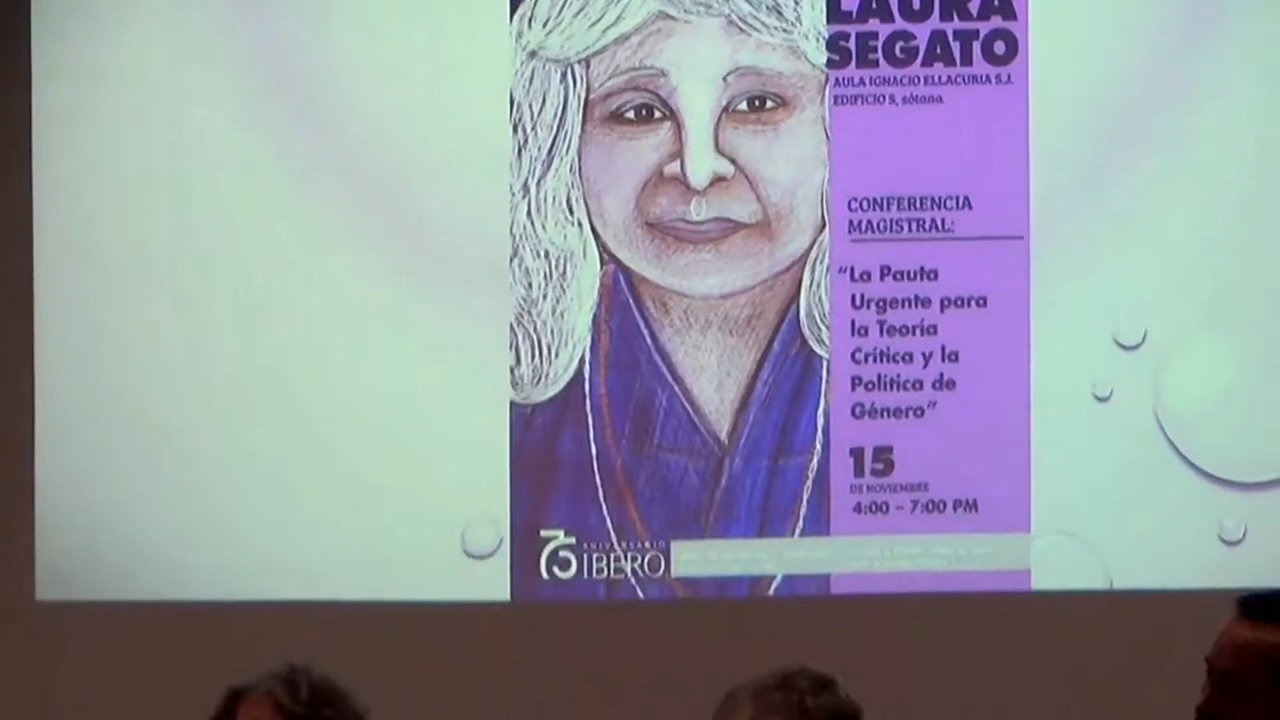 LAURA
SEGATO
AULA IGNACIO ELLACURIA S.J.
EDIFICIO S, sótano.
CONFERENCIA
MAGISTRAL:
“La Pauta
Urgente para
la Teoría
Crítica y la
Política de
Género”
15
DE NOVIEMBRE
4:00 – 7:00 PM
75 ANIVERSARIO
IBERO